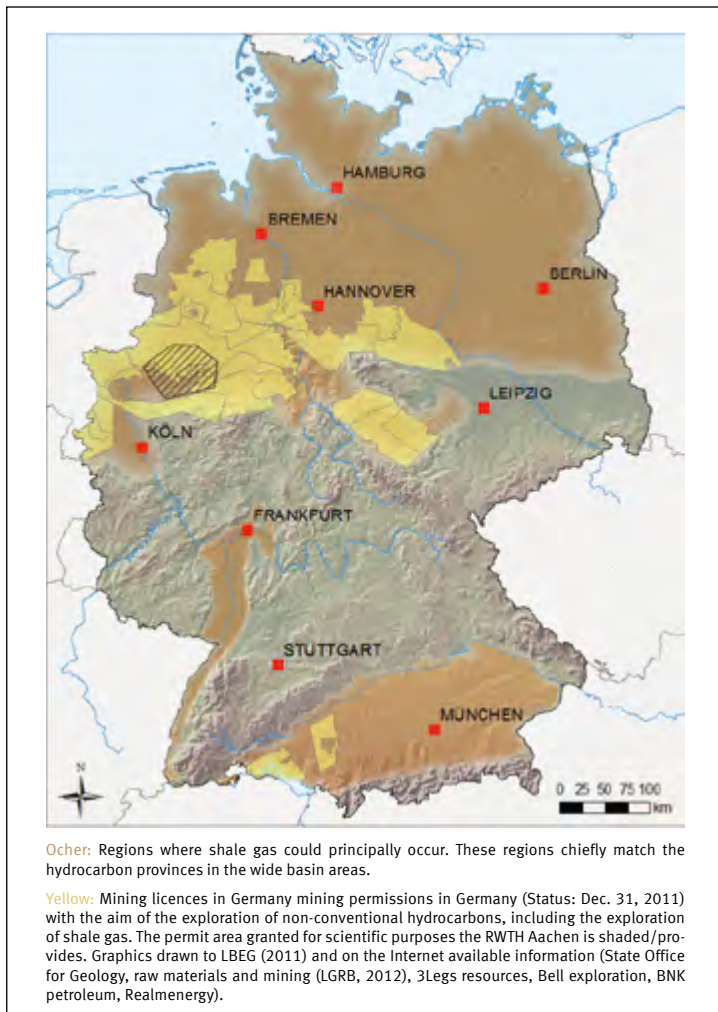 HAMBURG
BREMEN
BERLIN
HANNOVER
LEIPZIG
KÖLN
FRANKFURT
STUTTGART
MÜNCHEN
N
0 25 50 75 100
km
Ocher: Regions where shale gas could principally occur. These regions chiefly match the
hydrocarbon provinces in the wide basin areas.
Yellow: Mining licences in Germany mining permissions in Germany (Status: Dec. 31, 2011)
with the aim of the exploration of non-conventional hydrocarbons, including the exploration
of shale gas. The permit area granted for scientific purposes the RWTH Aachen is shaded/pro-
vides. Graphics drawn to LBEG (2011) and on the Internet available information (State Office
for Geology, raw materials and mining (LGRB, 2012), 3Legs resources, Bell exploration, BNK
petroleum, Realmenergy).